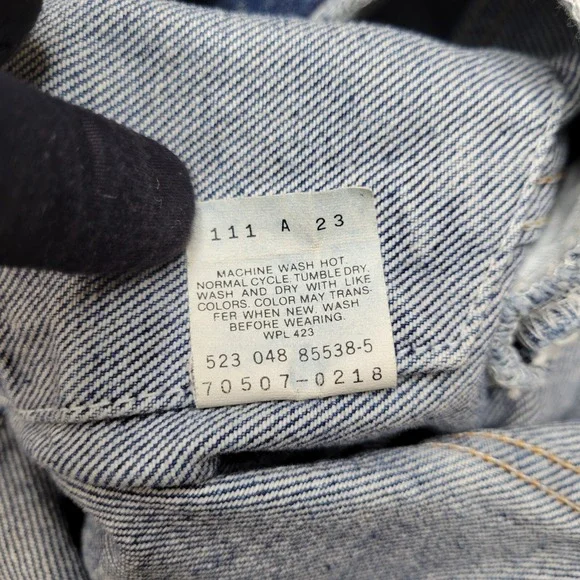 111 A 23
MACHINE WASH HOT.
NORMAL CYCLE. TUMBLE DRY.
WASH AND DRY WITH LIKE
COLORS. COLOR MAY TRANS-
FER WHEN NEW. WASH
BEFORE WEARING.
WPL 423
523 048 85538-5
70507-0218